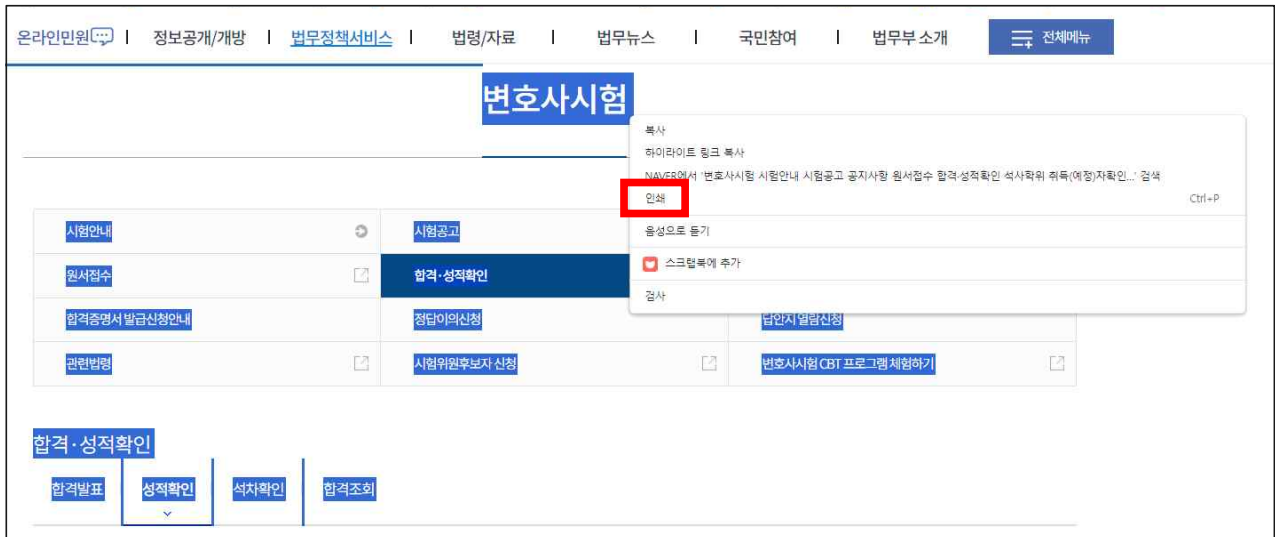 온라인민원 정보공개/개방 법무정책서비스 법령/자료 법무뉴스 국민참여 법무부 소개 전체메뉴
변호사시험
복사
하이라이트 링크 복사
NAVER에서 '변호사시험 시험안내 시험공고 공지사항 원서접수 합격·성적확인 석사학위 취득(예정)자확인...' 검색
인쇄 Ctrl+P
음성으로 듣기
스크랩북에 추가
검사
시험안내 시험공고
원서접수 합격·성적확인
합격증명서 발급신청안내 정답이의신청 답안지 열람신청
관련법령 시험위원후보자 신청 변호사시험 CBT 프로그램 체험하기
합격·성적확인
합격발표 성적확인 석차확인 합격조회